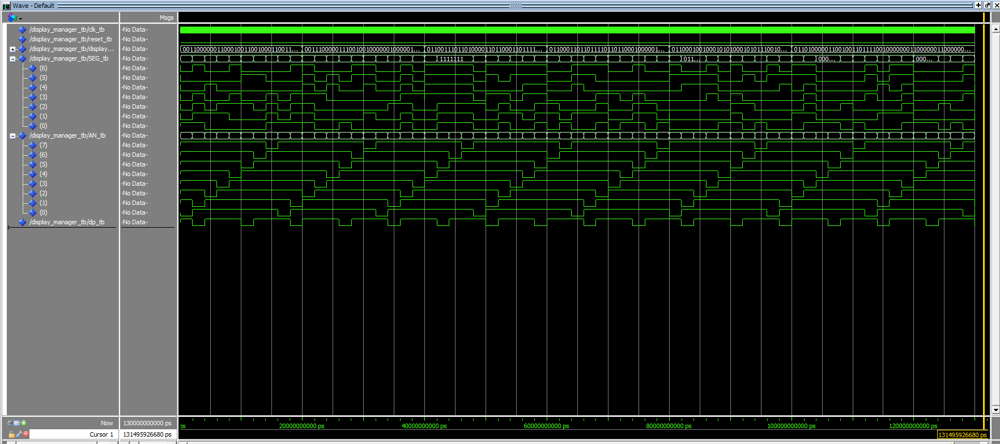 Wave - Default
Msgs
/display_manager_tb/clk_tb -No Data-
/display_manager_tb/reset_tb -No Data-
/display_manager_tb/display... -No Data-
/display_manager_tb/SEG_tb -No Data- 1111111 011... 000... 000...
(6) -No Data-
(5) -No Data-
(4) -No Data-
(3) -No Data-
(2) -No Data-
(1) -No Data-
(0) -No Data-
/display_manager_tb/AN_tb -No Data-
(7) -No Data-
(6) -No Data-
(5) -No Data-
(4) -No Data-
(3) -No Data-
(2) -No Data-
(1) -No Data-
(0) -No Data-
/display_manager_tb/dp_tb -No Data-
Now 130000000000 ps ps 20000000000 ps 40000000000 ps 60000000000 ps 80000000000 ps 100000000000 ps 120000000000 ps
Cursor 1 131495926680 ps 131495926680 ps